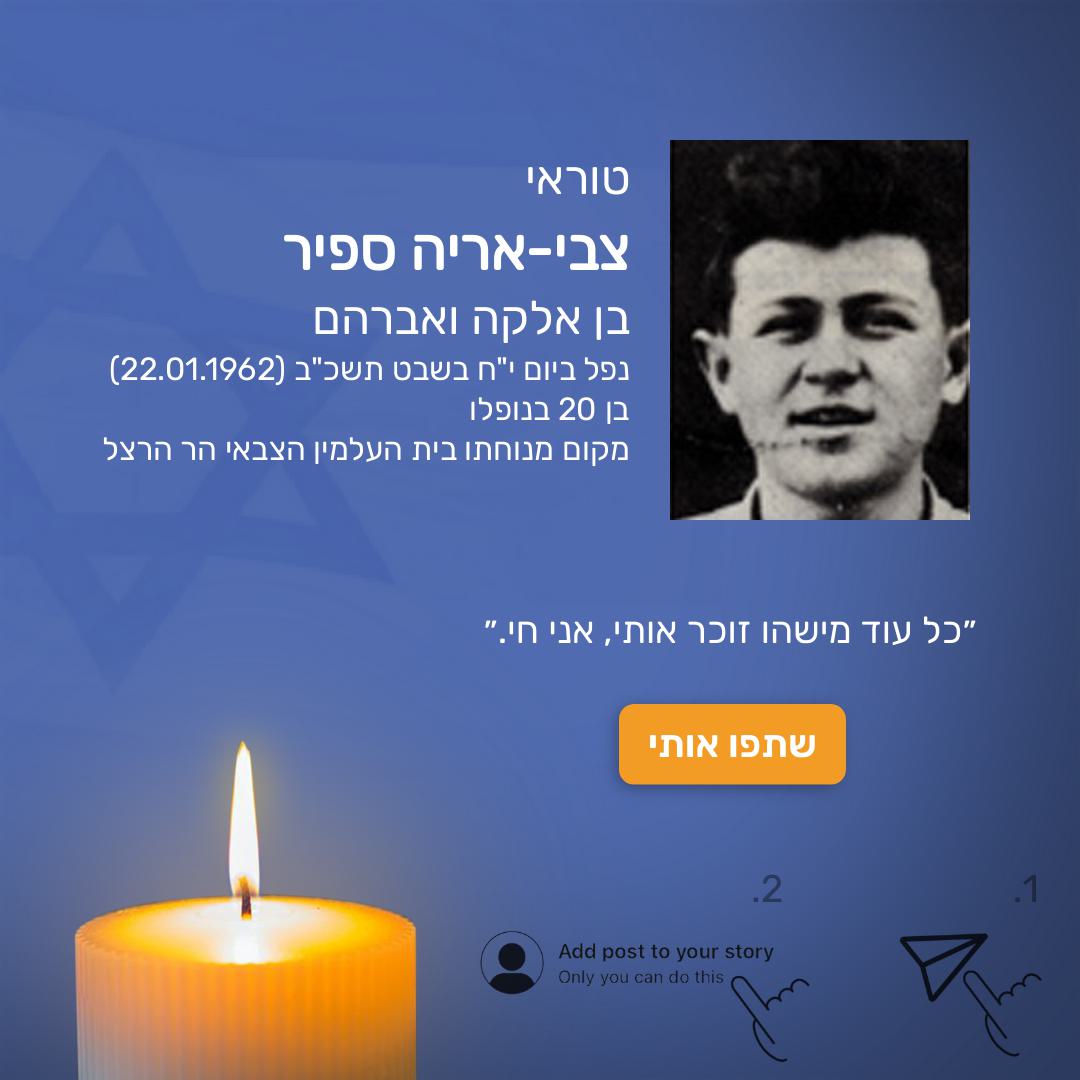 טוראי
צבי-אריה ספיר
בן אלקה ואברהם
נפל ביום י"ח בשבט תשכ"ב (22.01.1962)
בן 20 בנופלו
מקום מנוחתו בית העלמין הצבאי הר הרצל
״כל עוד מישהו זוכר אותי, אני חי.״
שתפו אותי
.1
.2
Add post to your story
Only you can do this